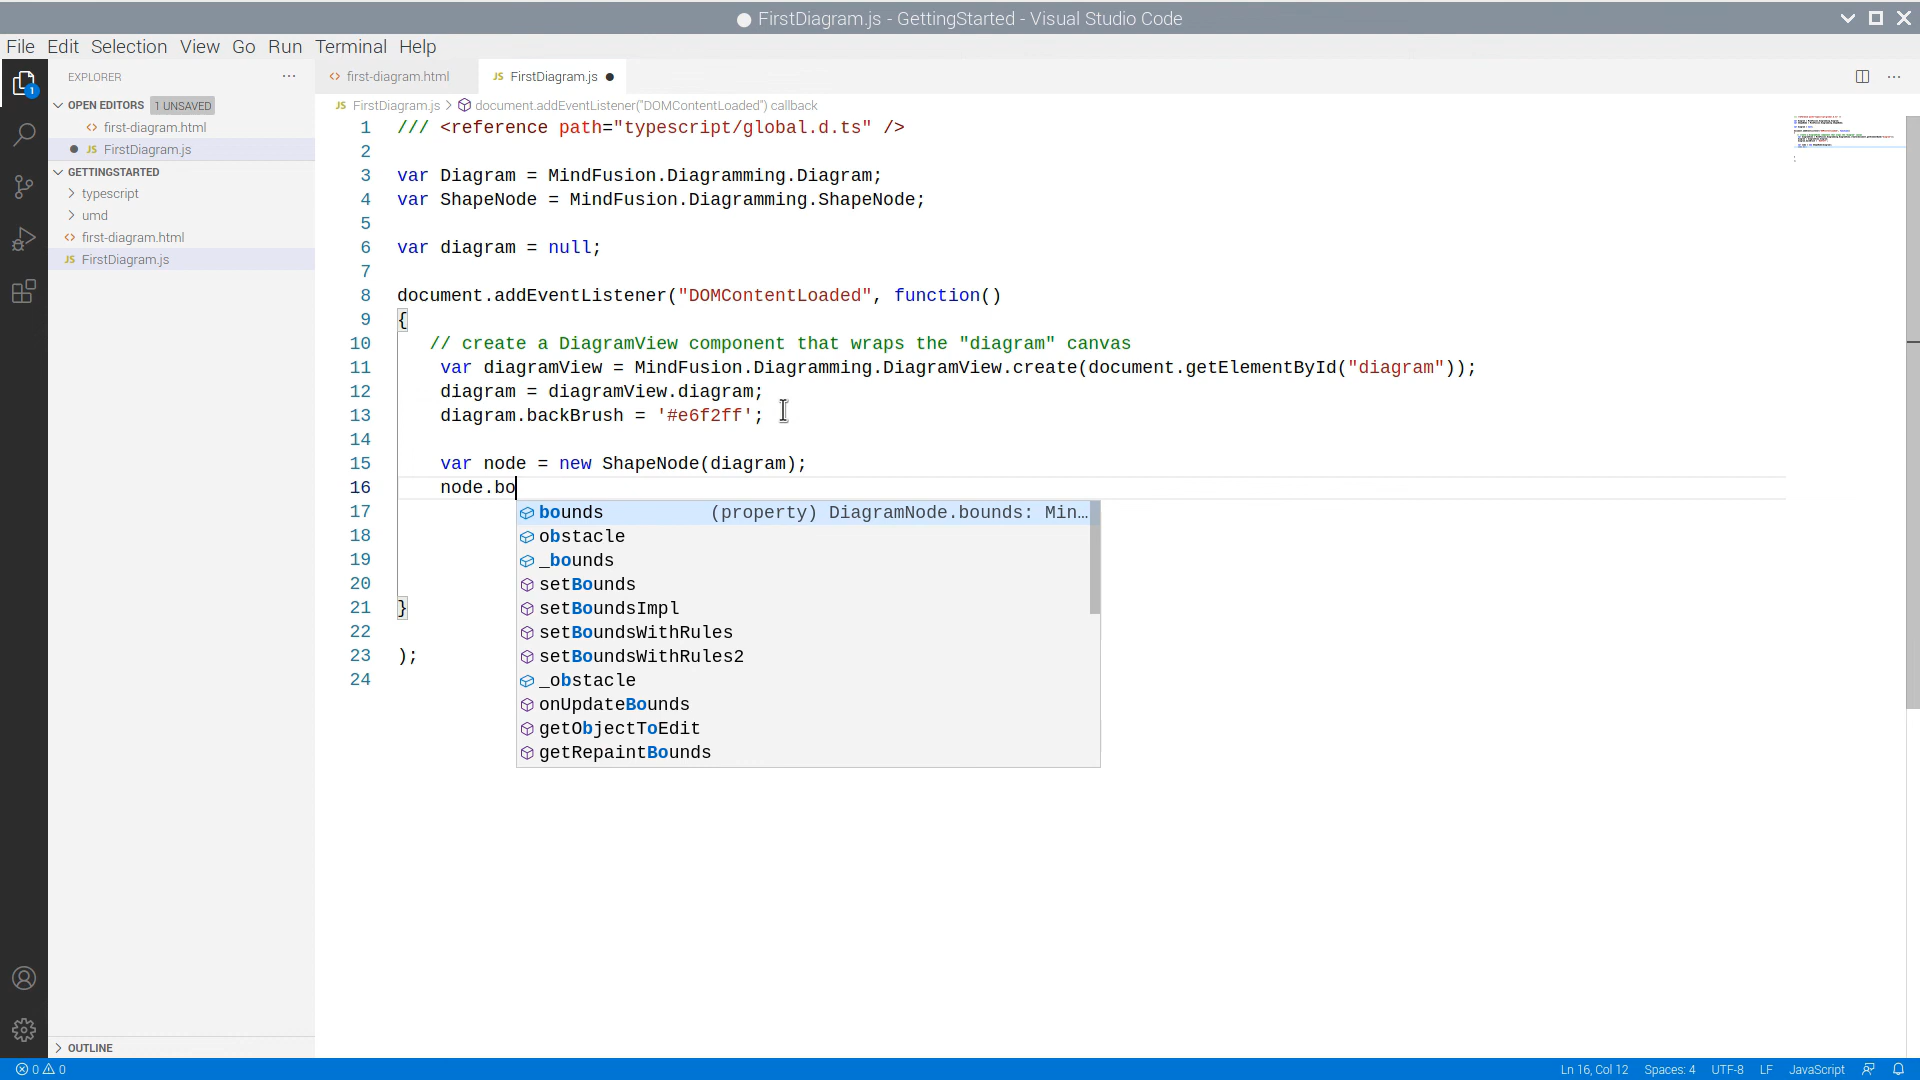 FirstDiagram.js - GettingStarted - Visual Studio Code
File Edit Selection View Go Run Terminal Help
EXPLORER
first-diagram.html
JS FirstDiagram.js
OPEN EDITORS 1 UNSAVED
JS FirstDiagram.js > document.addEventListener("DOMContentLoaded") callback
first-diagram.html
JS FirstDiagram.js
GETTINGSTARTED
typescript
umd
first-diagram.html
JS FirstDiagram.js
1 /// <reference path="typescript/global.d.ts" />
2
3 var Diagram = MindFusion.Diagramming.Diagram;
4 var ShapeNode = MindFusion.Diagramming.ShapeNode;
5
6 var diagram = null;
7
8 document.addEventListener("DOMContentLoaded", function()
9 {
10 // create a DiagramView component that wraps the "diagram" canvas
11 var diagramView = MindFusion.Diagramming.DiagramView.create(document.getElementById("diagram"));
12 diagram = diagramView.diagram;
13 diagram.backBrush = '#e6f2ff';
14
15 var node = new ShapeNode(diagram);
16 node.bo
17
18
19
20
21 }
22
23 );
24
bounds (property) DiagramNode.bounds: Min…
obstacle
_bounds
setBounds
setBoundsImpl
setBoundsWithRules
setBoundsWithRules2
_obstacle
onUpdateBounds
getObjectToEdit
getRepaintBounds
1
OUTLINE
0 0
Ln 16, Col 12 Spaces: 4 UTF-8 LF JavaScript